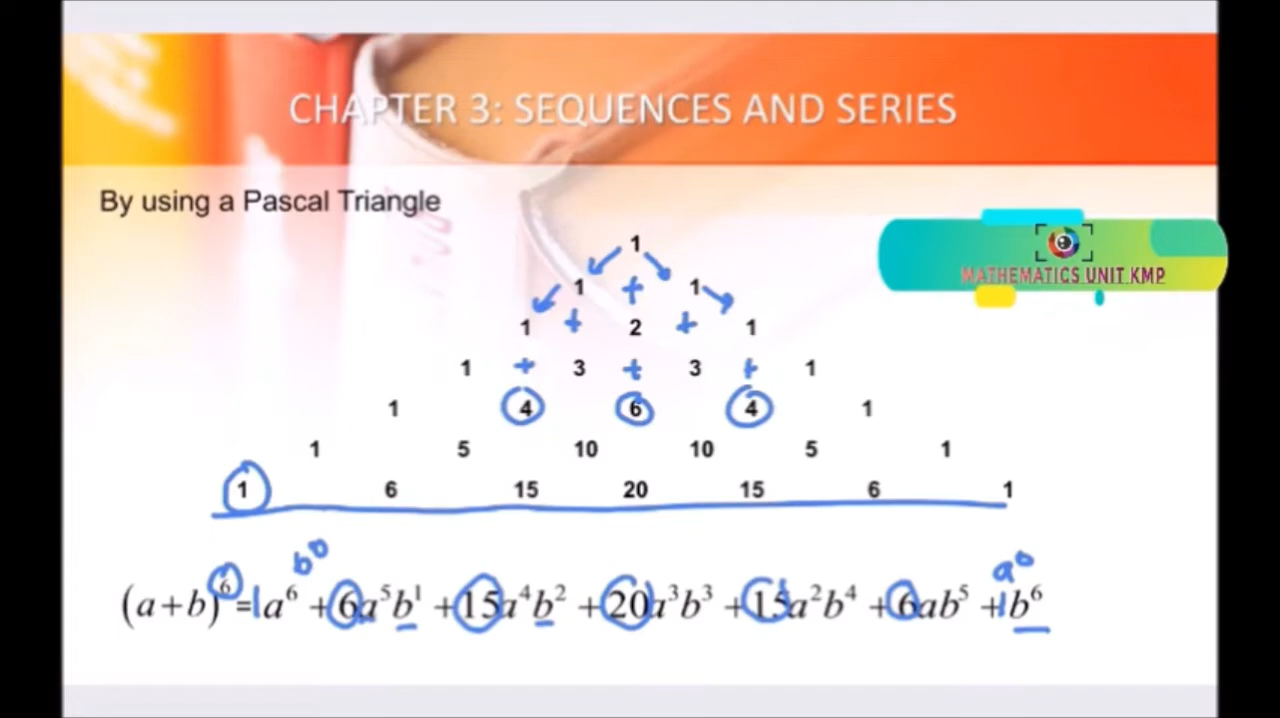 CHAPTER 3: SEQUENCES AND SERIES
By using a Pascal Triangle
MATHEMATICS UNIT KMP
1
1 + 1
1 + 2 + 1
1 + 3 + 3 + 1
1 4 6 4 1
1 5 10 10 5 1
1 6 15 20 15 6 1
b⁰ a⁰
(a+b)⁶ = 1a⁶ + 6a⁵b¹ + 15a⁴b² + 20a³b³ + 15a²b⁴ + 6ab⁵ + 1b⁶